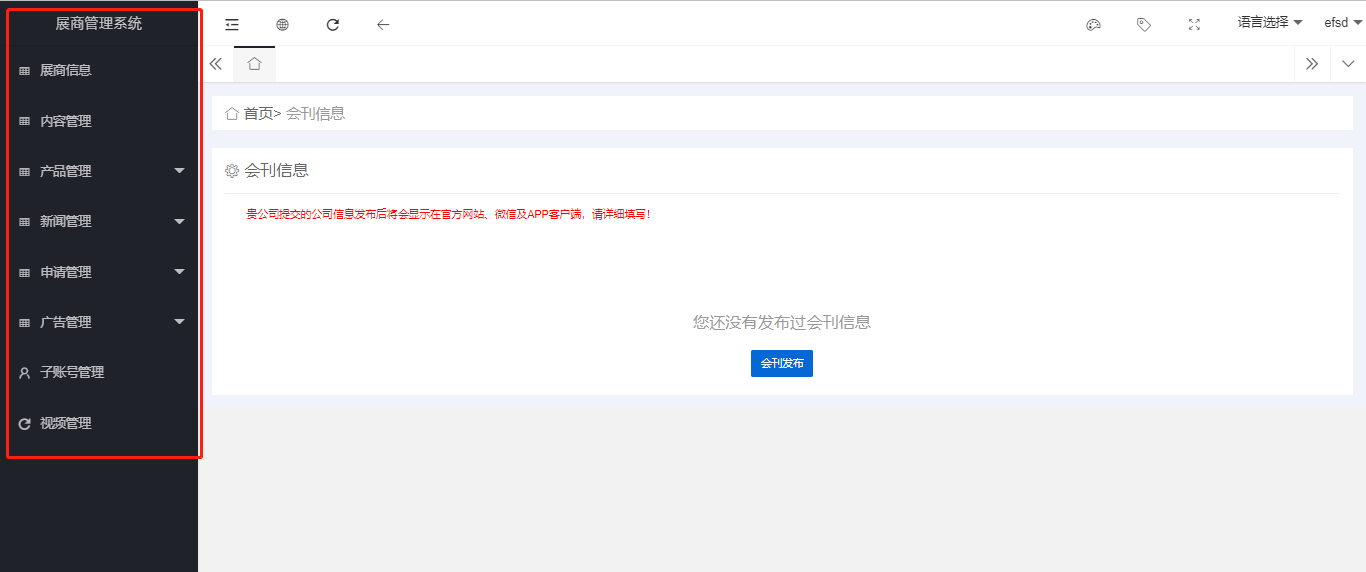 展商管理系统
语言选择
efsd
展商信息
内容管理
产品管理
新闻管理
申请管理
广告管理
子账号管理
视频管理
首页> 会刊信息
会刊信息
贵公司提交的公司信息发布后将会显示在官方网站、微信及APP客户端，请详细填写！
您还没有发布过会刊信息
会刊发布